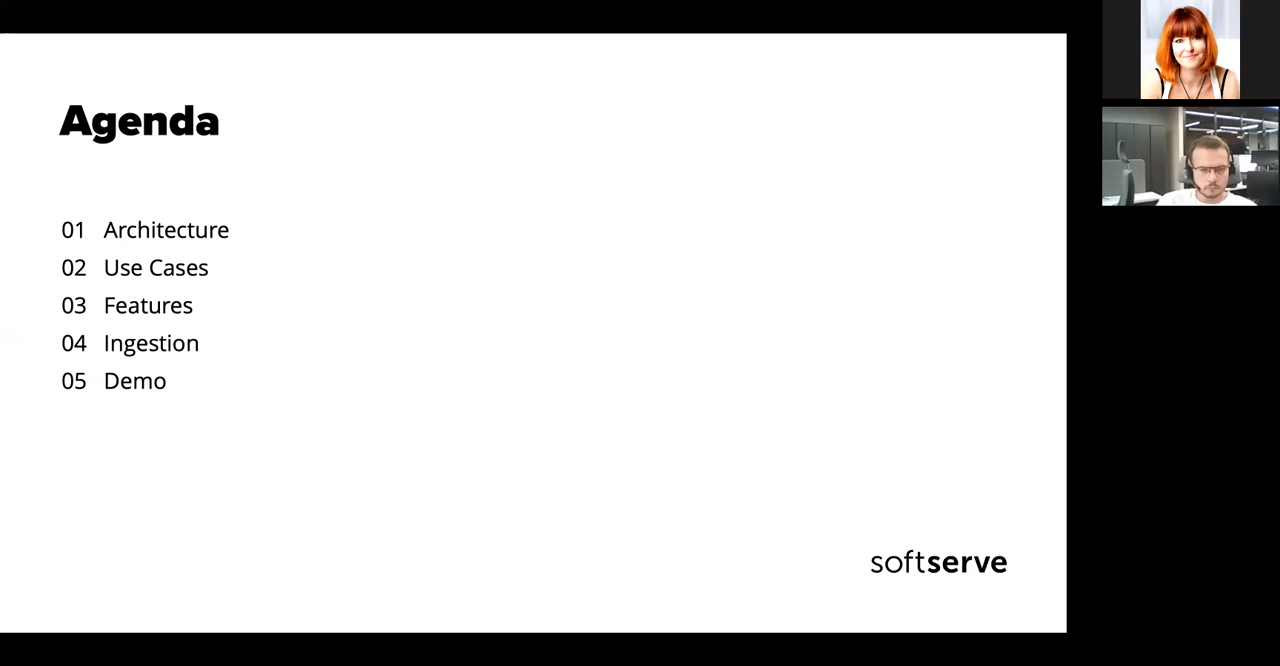 Agenda
01 Architecture
02 Use Cases
03 Features
04 Ingestion
05 Demo
softserve